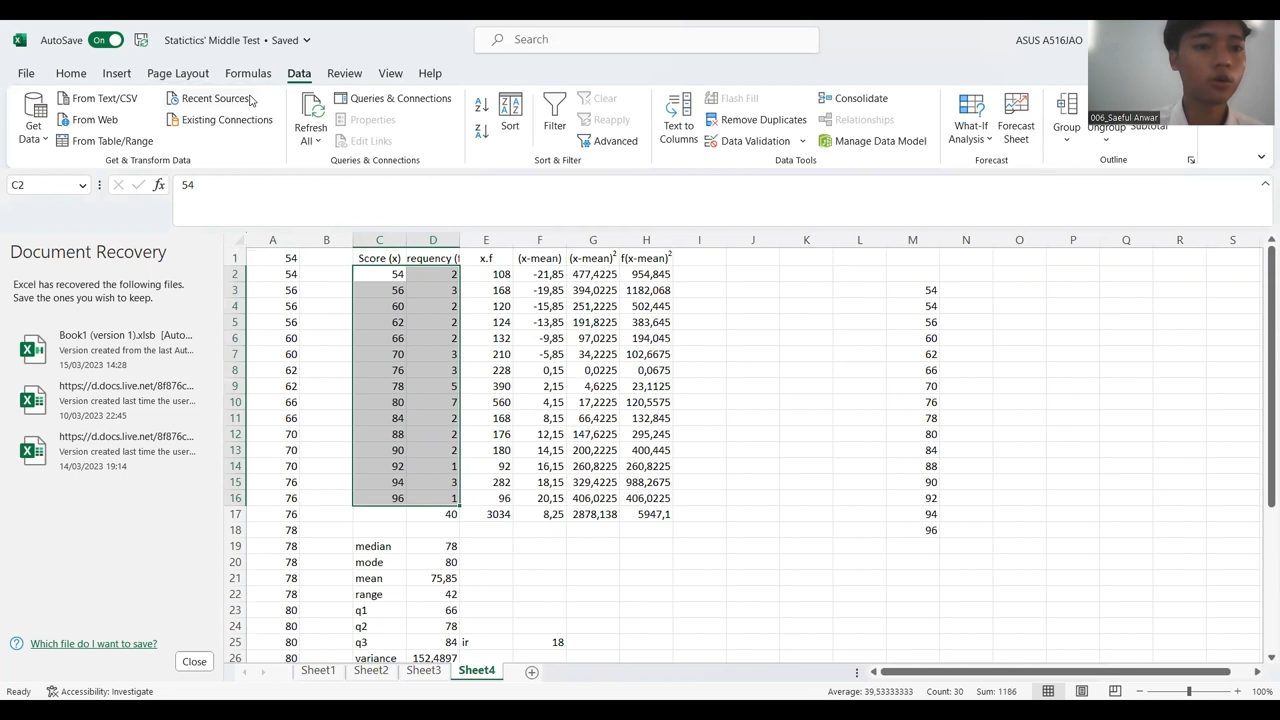 AutoSave On Statictics' Middle Test • Saved Search ASUS A516JAO
File Home Insert Page Layout Formulas Data Review View Help
006_Saeful Anwar
Get Data From Text/CSV Recent Sources
From Web Existing Connections
From Table/Range
Get & Transform Data
Refresh All Queries & Connections
Properties
Edit Links
Queries & Connections
Sort Filter Clear
Reapply
Advanced
Sort & Filter
Text to Columns Flash Fill Consolidate
Remove Duplicates Relationships
Data Validation Manage Data Model
Data Tools
What-If Analysis Forecast Sheet
Forecast
Group Ungroup Subtotal
Outline
C2 fx 54
Document Recovery
Excel has recovered the following files.
Save the ones you wish to keep.
Book1 (version 1).xlsb [Auto...
Version created from the last Aut...
15/03/2023 14:28
https://d.docs.live.net/8f876c...
Version created last time the user...
10/03/2023 22:45
https://d.docs.live.net/8f876c...
Version created last time the user...
14/03/2023 19:14
Which file do I want to save?
Close
A B C D E F G H I J K L M N O P Q R S
1 54 Score (x) requency (f x.f (x-mean) (x-mean)² f(x-mean)²
2 54 54 2 108 -21,85 477,4225 954,845
3 56 56 3 168 -19,85 394,0225 1182,068 54
4 56 60 2 120 -15,85 251,2225 502,445 54
5 56 62 2 124 -13,85 191,8225 383,645 56
6 60 66 2 132 -9,85 97,0225 194,045 60
7 60 70 3 210 -5,85 34,2225 102,6675 62
8 62 76 3 228 0,15 0,0225 0,0675 66
9 62 78 5 390 2,15 4,6225 23,1125 70
10 66 80 7 560 4,15 17,2225 120,5575 76
11 66 84 2 168 8,15 66,4225 132,845 78
12 70 88 2 176 12,15 147,6225 295,245 80
13 70 90 2 180 14,15 200,2225 400,445 84
14 70 92 1 92 16,15 260,8225 260,8225 88
15 76 94 3 282 18,15 329,4225 988,2675 90
16 76 96 1 96 20,15 406,0225 406,0225 92
17 76 40 3034 8,25 2878,138 5947,1 94
18 78 96
19 78 median 78
20 78 mode 80
21 78 mean 75,85
22 78 range 42
23 80 q1 66
24 80 q2 78
25 80 q3 84 ir 18
26 80 variance 152,4897
Sheet1 Sheet2 Sheet3 Sheet4
Ready Accessibility: Investigate Average: 39,53333333 Count: 30 Sum: 1186 100%